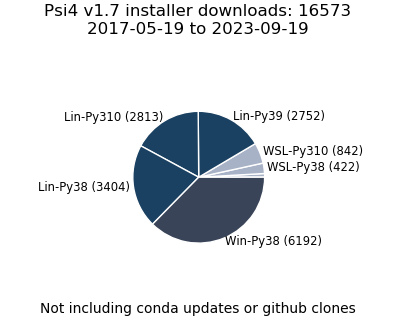 Psi4 v1.7 installer downloads: 16573
2017-05-19 to 2023-09-19
Lin-Py310 (2813)
Lin-Py39 (2752)
WSL-Py310 (842)
WSL-Py38 (422)
Lin-Py38 (3404)
Win-Py38 (6192)
Not including conda updates or github clones